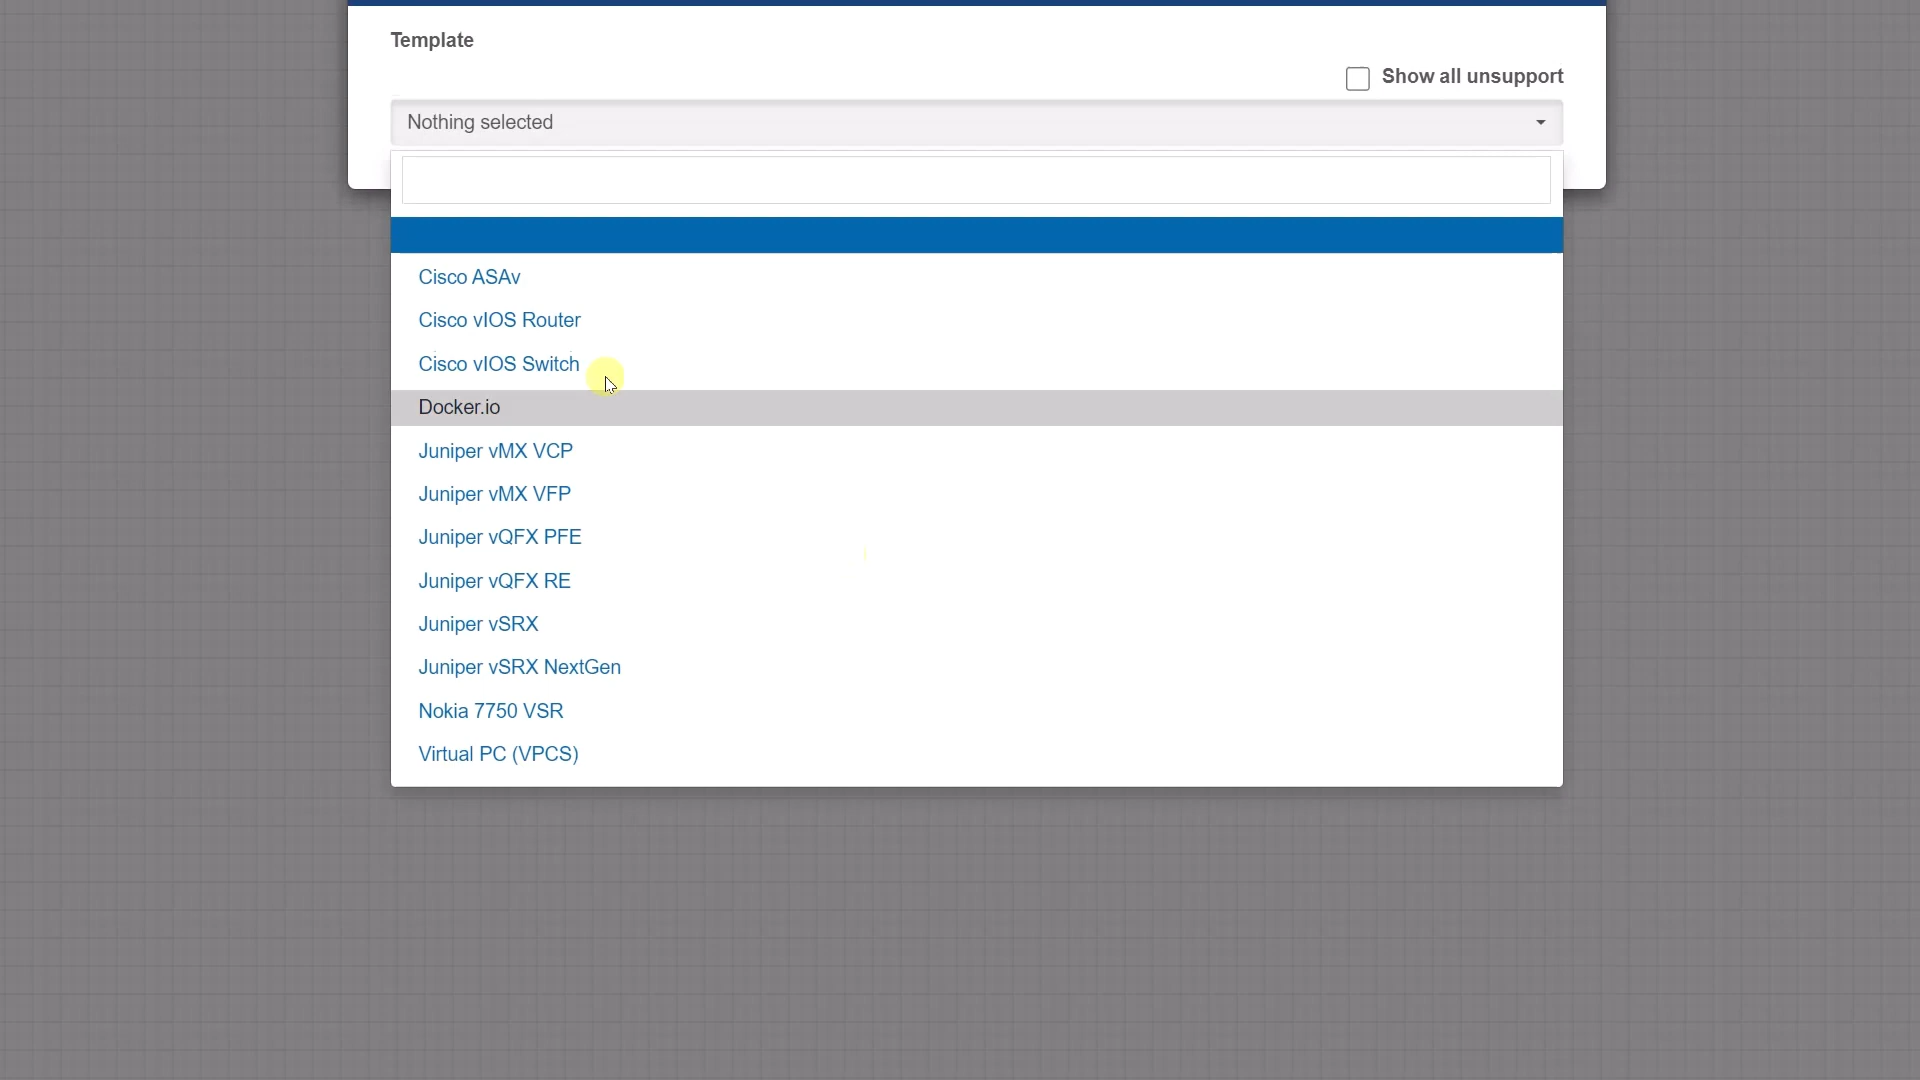 Template
Show all unsupport
Nothing selected
Cisco ASAv
Cisco vIOS Router
Cisco vIOS Switch
Docker.io
Juniper vMX VCP
Juniper vMX VFP
Juniper vQFX PFE
Juniper vQFX RE
Juniper vSRX
Juniper vSRX NextGen
Nokia 7750 VSR
Virtual PC (VPCS)